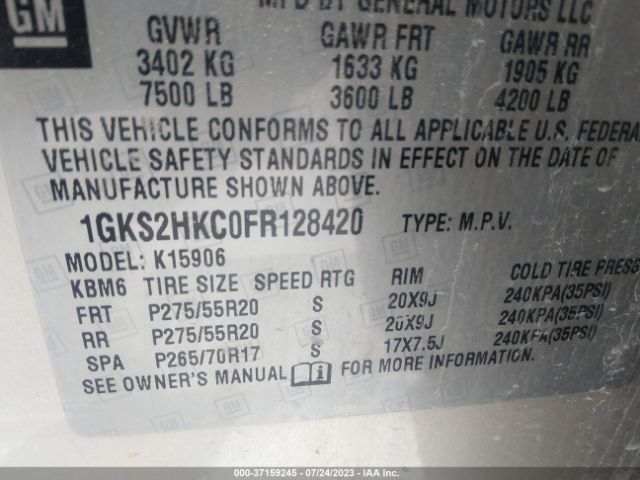 GM
MFD BY GENERAL MOTORS LLC
GVWR GAWR FRT GAWR RR
3402 KG 1633 KG 1905 KG
7500 LB 3600 LB 4200 LB
THIS VEHICLE CONFORMS TO ALL APPLICABLE U.S. FEDERA
VEHICLE SAFETY STANDARDS IN EFFECT ON THE DATE OF
MANUFACTURE SHOWN ABOVE.
1GKS2HKC0FR128420 TYPE: M.P.V.
MODEL: K15906
KBM6 TIRE SIZE SPEED RTG RIM COLD TIRE PRESS
FRT P275/55R20 S 20X9J 240KPA(35PSI)
RR P275/55R20 S 20X9J 240KPA(35PSI)
SPA P265/70R17 S 17X7.5J 240KPA(35PSI)
SEE OWNER'S MANUAL FOR MORE INFORMATION.
000-37159245 - 07/24/2023 - IAA Inc.